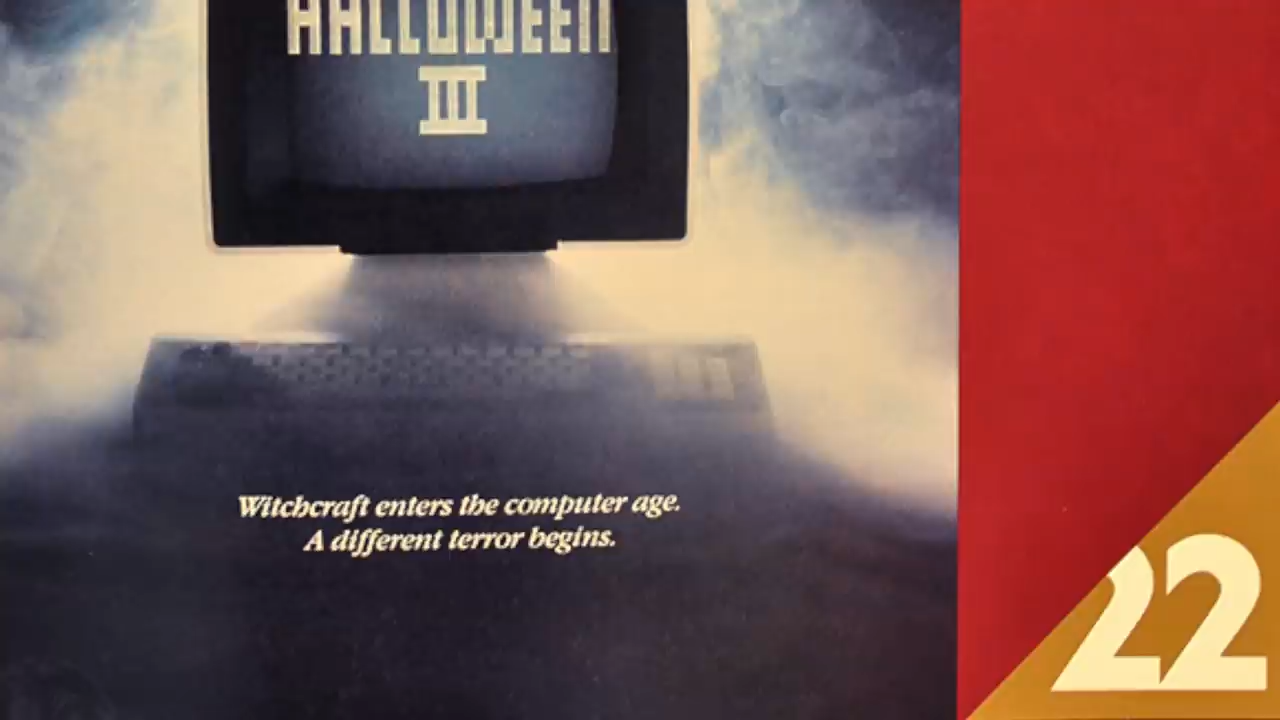 HALLOWEEN
III
Witchcraft enters the computer age.
A different terror begins.
22